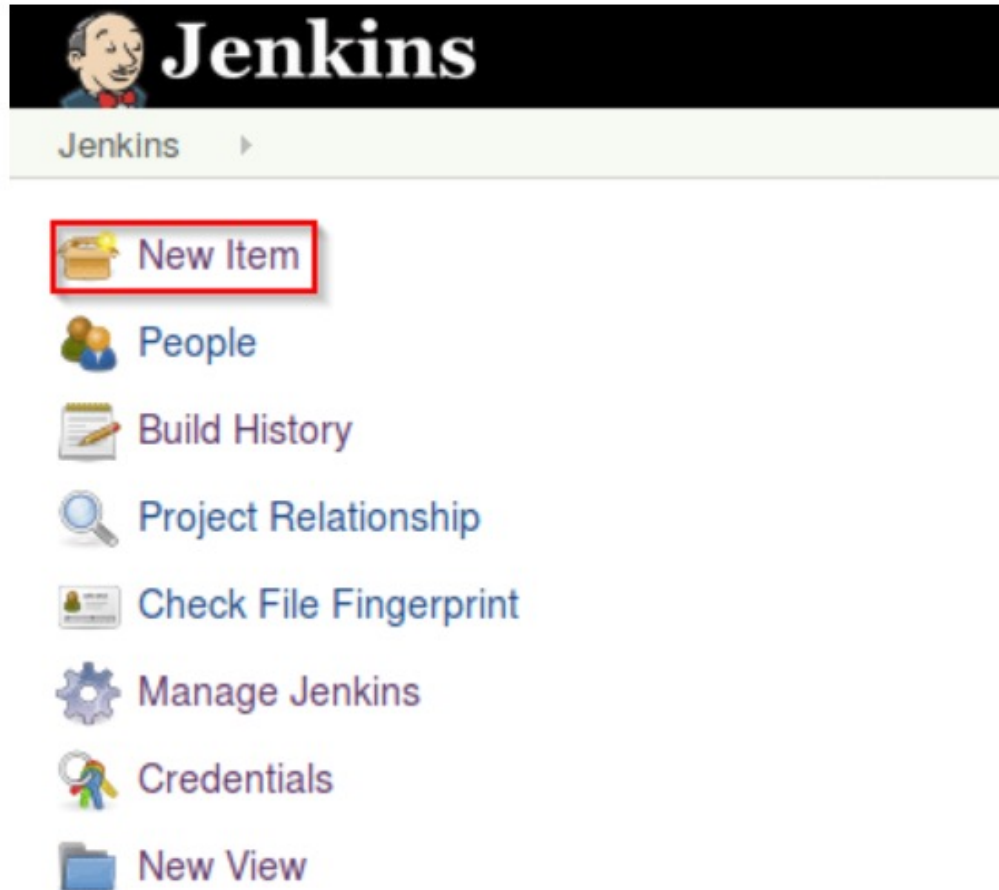 Jenkins
Jenkins
New Item
People
Build History
Project Relationship
Check File Fingerprint
Manage Jenkins
Credentials
New View